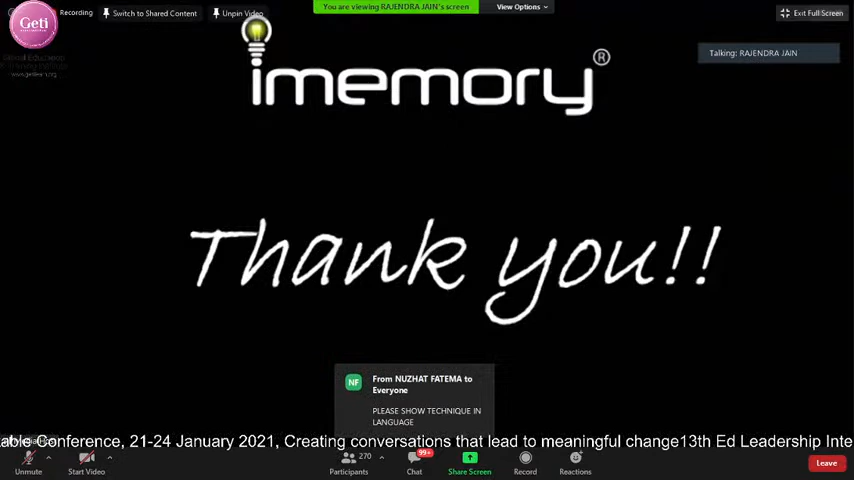 Geti
Recording
Switch to Shared Content
Unpin Video
You are viewing RAJENDRA JAIN's screen
View Options
Exit Full Screen
Talking: RAJENDRA JAIN
www.getilearn.org
imemory®
Thank you!!
NF
From NUZHAT FATEMA to
Everyone
PLEASE SHOW TECHNIQUE IN
LANGUAGE
able Conference, 21-24 January 2021, Creating conversations that lead to meaningful change13th Ed Leadership Inte
Unmute
Start Video
270
Participants
99+
Chat
Share Screen
Record
Reactions
Leave